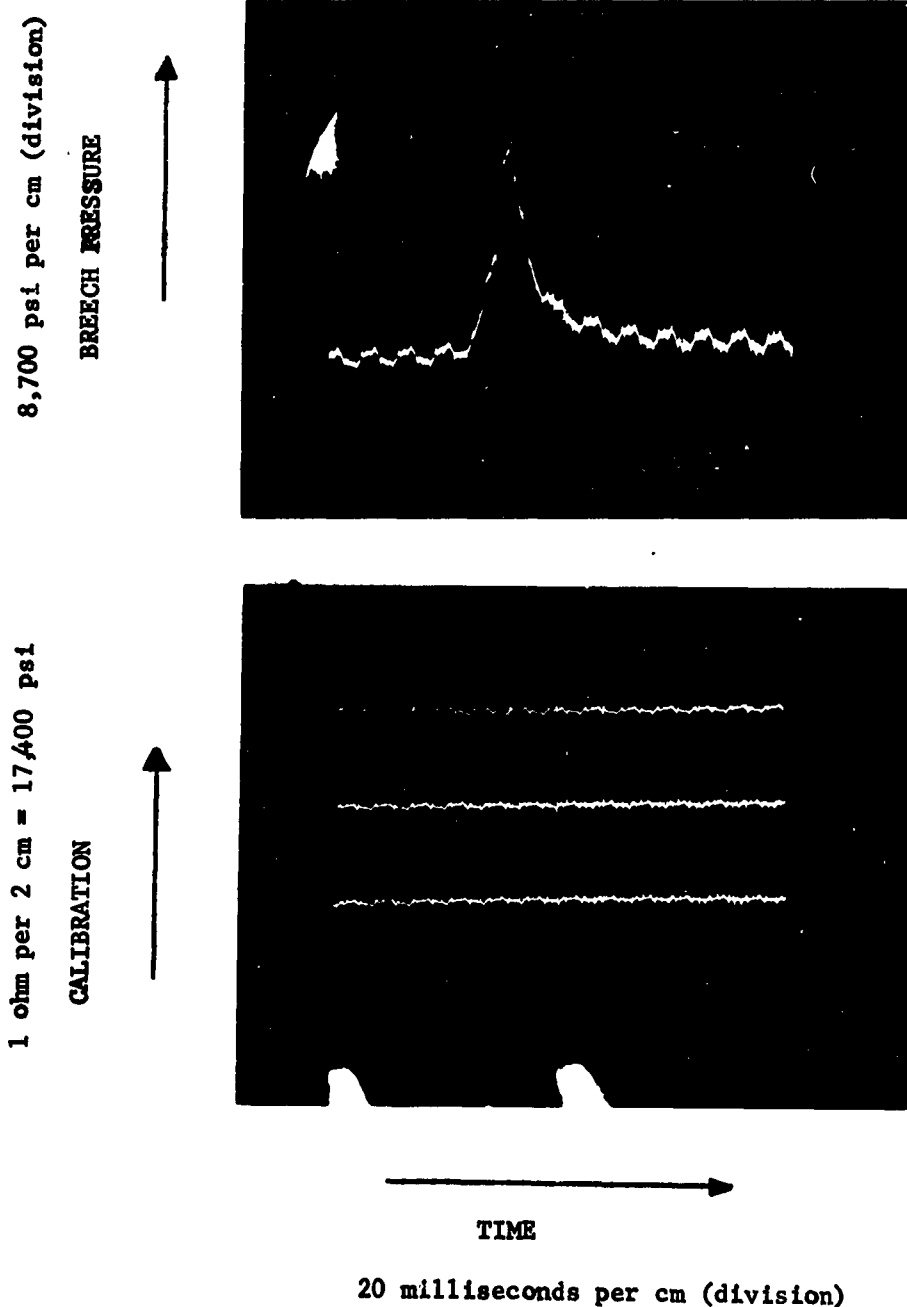 8,700 psi per cm (division)
BREECH PRESSURE
1 ohm per 2 cm = 17,400 psi
CALIBRATION
TIME
20 milliseconds per cm (division)